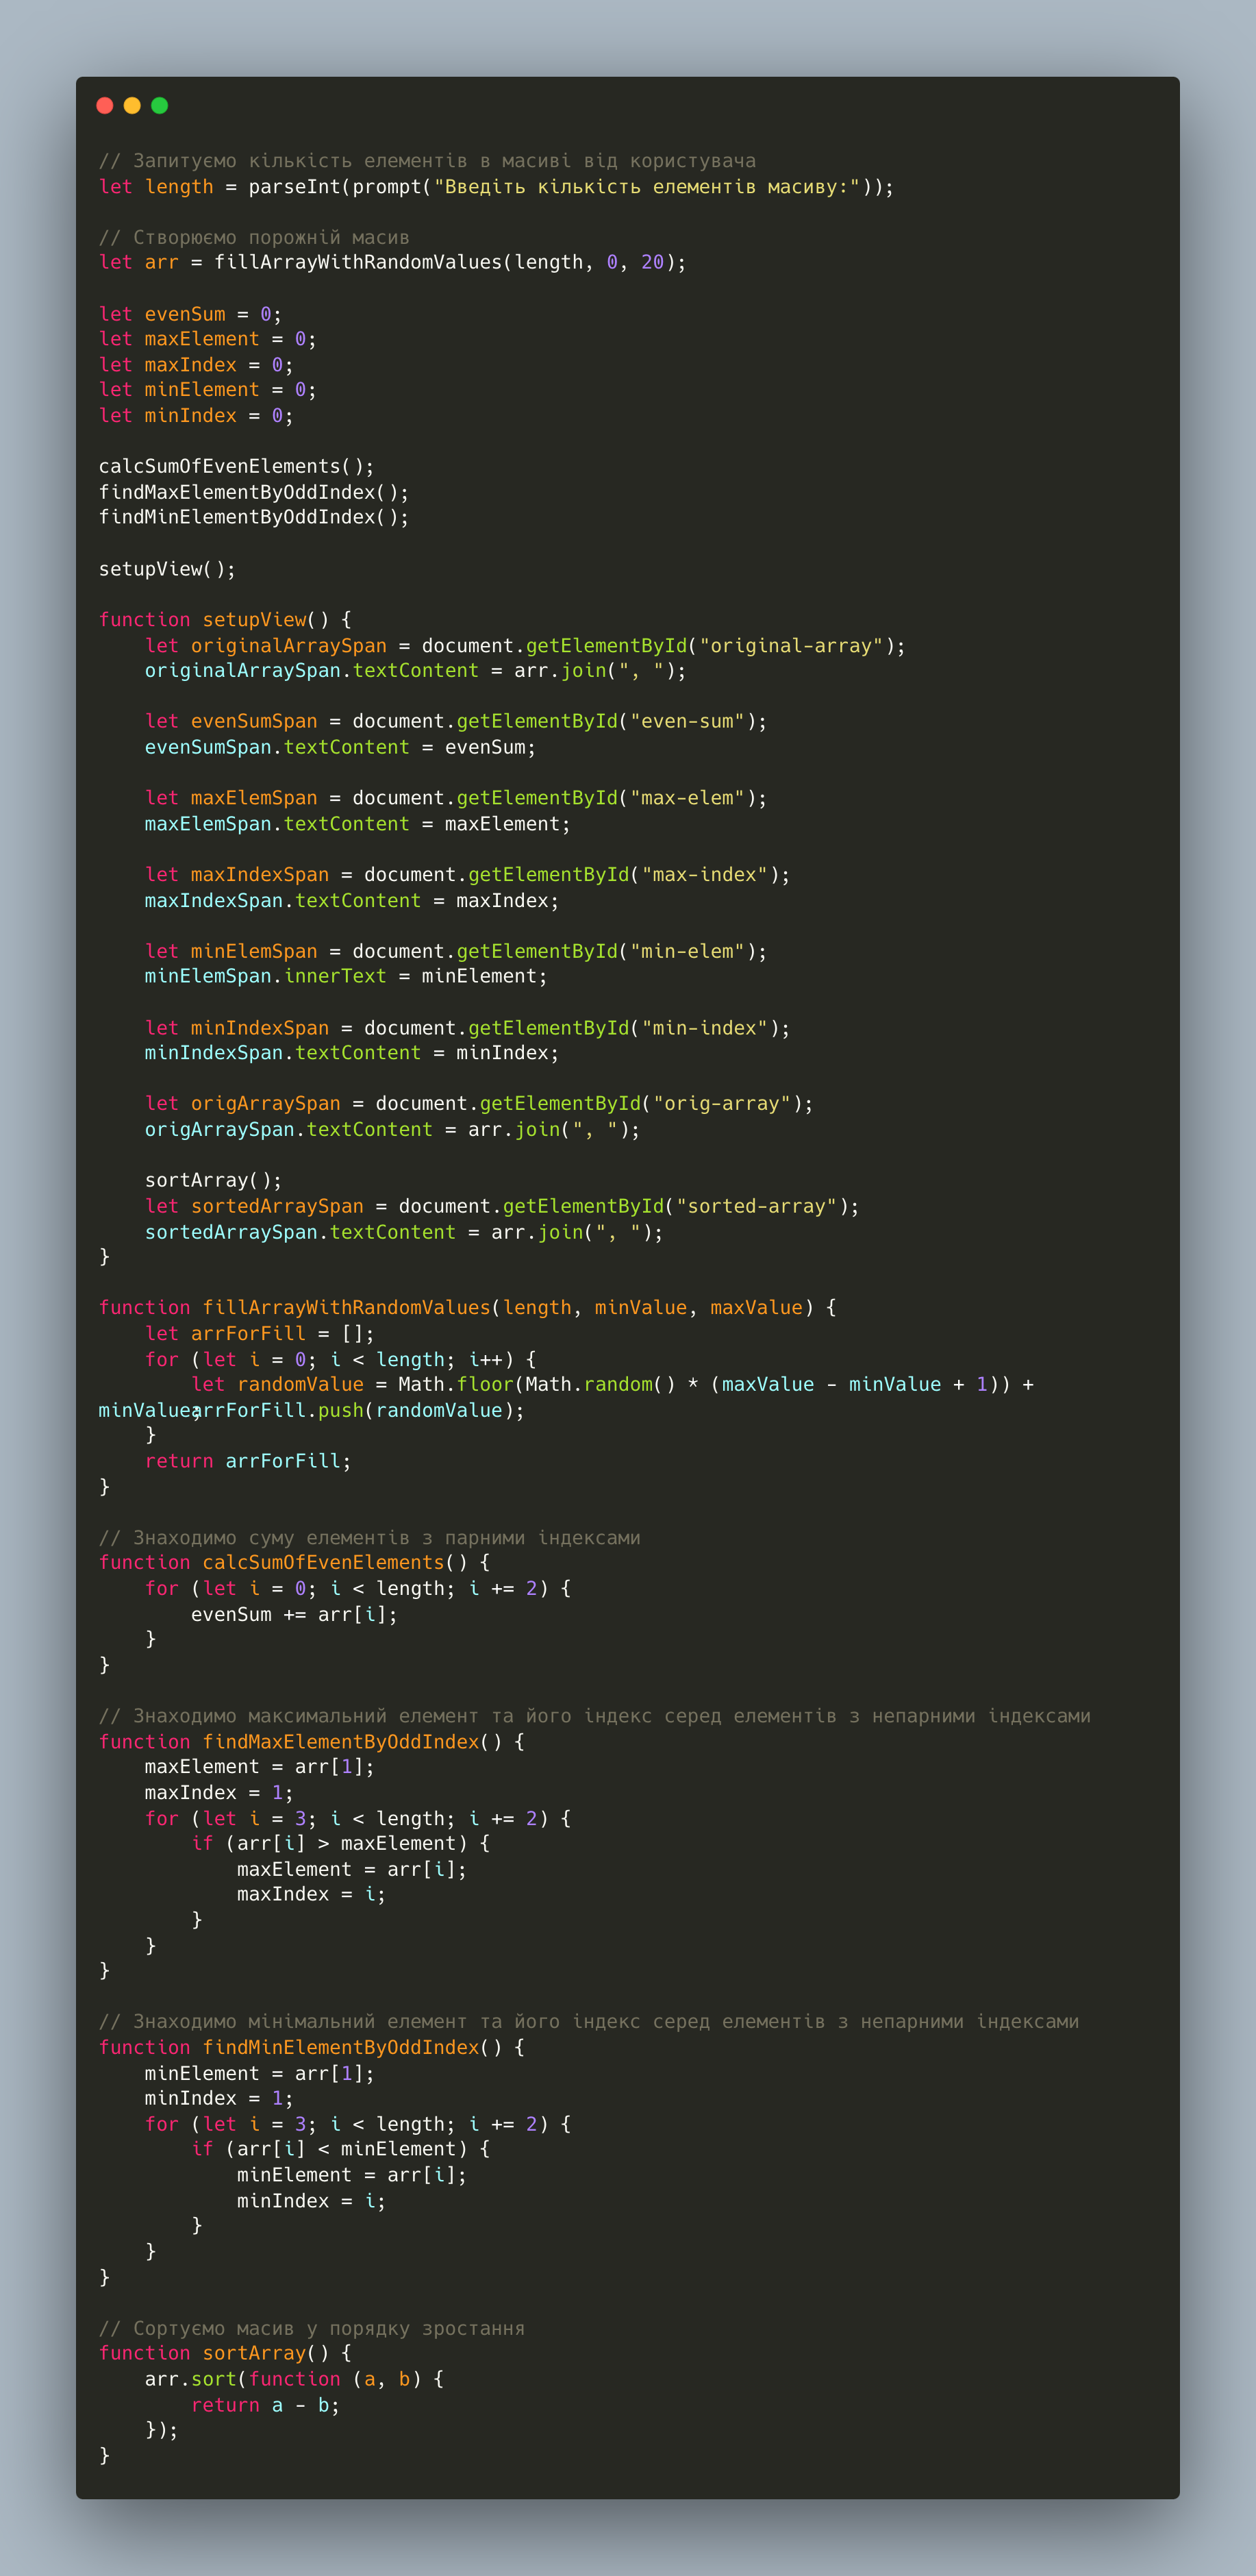 // Запитуємо кількість елементів в масиві від користувача
let length = parseInt(prompt("Введіть кількість елементів масиву:"));

// Створюємо порожній масив
let arr = fillArrayWithRandomValues(length, 0, 20);

let evenSum = 0;
let maxElement = 0;
let maxIndex = 0;
let minElement = 0;
let minIndex = 0;

calcSumOfEvenElements();
findMaxElementByOddIndex();
findMinElementByOddIndex();

setupView();

function setupView() {
    let originalArraySpan = document.getElementById("original-array");
    originalArraySpan.textContent = arr.join(", ");

    let evenSumSpan = document.getElementById("even-sum");
    evenSumSpan.textContent = evenSum;

    let maxElemSpan = document.getElementById("max-elem");
    maxElemSpan.textContent = maxElement;

    let maxIndexSpan = document.getElementById("max-index");
    maxIndexSpan.textContent = maxIndex;

    let minElemSpan = document.getElementById("min-elem");
    minElemSpan.innerText = minElement;

    let minIndexSpan = document.getElementById("min-index");
    minIndexSpan.textContent = minIndex;

    let origArraySpan = document.getElementById("orig-array");
    origArraySpan.textContent = arr.join(", ");

    sortArray();
    let sortedArraySpan = document.getElementById("sorted-array");
    sortedArraySpan.textContent = arr.join(", ");
}

function fillArrayWithRandomValues(length, minValue, maxValue) {
    let arrForFill = [];
    for (let i = 0; i < length; i++) {
        let randomValue = Math.floor(Math.random() * (maxValue - minValue + 1)) +
minValue;arrForFill.push(randomValue);
    }
    return arrForFill;
}

// Знаходимо суму елементів з парними індексами
function calcSumOfEvenElements() {
    for (let i = 0; i < length; i += 2) {
        evenSum += arr[i];
    }
}

// Знаходимо максимальний елемент та його індекс серед елементів з непарними індексами
function findMaxElementByOddIndex() {
    maxElement = arr[1];
    maxIndex = 1;
    for (let i = 3; i < length; i += 2) {
        if (arr[i] > maxElement) {
            maxElement = arr[i];
            maxIndex = i;
        }
    }
}

// Знаходимо мінімальний елемент та його індекс серед елементів з непарними індексами
function findMinElementByOddIndex() {
    minElement = arr[1];
    minIndex = 1;
    for (let i = 3; i < length; i += 2) {
        if (arr[i] < minElement) {
            minElement = arr[i];
            minIndex = i;
        }
    }
}

// Сортуємо масив у порядку зростання
function sortArray() {
    arr.sort(function (a, b) {
        return a - b;
    });
}